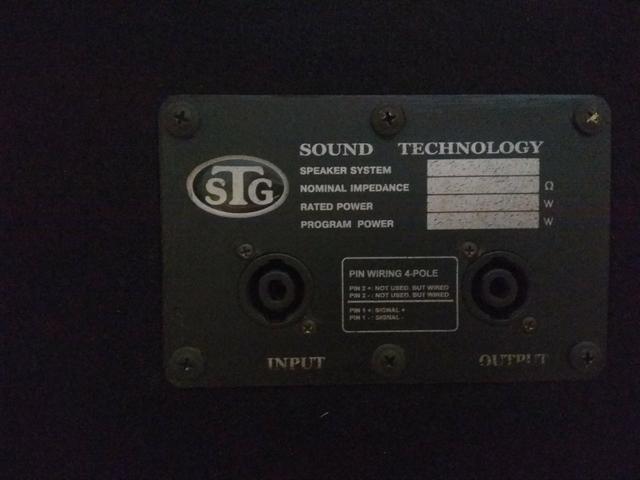 STG
SOUND TECHNOLOGY
SPEAKER SYSTEM
NOMINAL IMPEDANCE Ω
RATED POWER W
PROGRAM POWER W
PIN WIRING 4-POLE
PIN 2 + : NOT USED, BUT WIRED
PIN 2 - : NOT USED, BUT WIRED
PIN 1 + : SIGNAL +
PIN 1 - : SIGNAL -
INPUT
OUTPUT